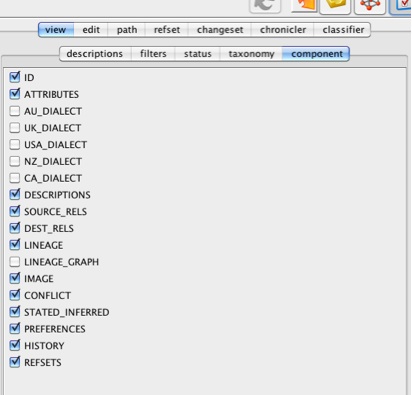 view edit path refset changeset chronicler classifier
descriptions filters status taxonomy component
ID
ATTRIBUTES
AU_DIALECT
UK_DIALECT
USA_DIALECT
NZ_DIALECT
CA_DIALECT
DESCRIPTIONS
SOURCE_RELS
DEST_RELS
LINEAGE
LINEAGE_GRAPH
IMAGE
CONFLICT
STATED_INFERRED
PREFERENCES
HISTORY
REFSETS